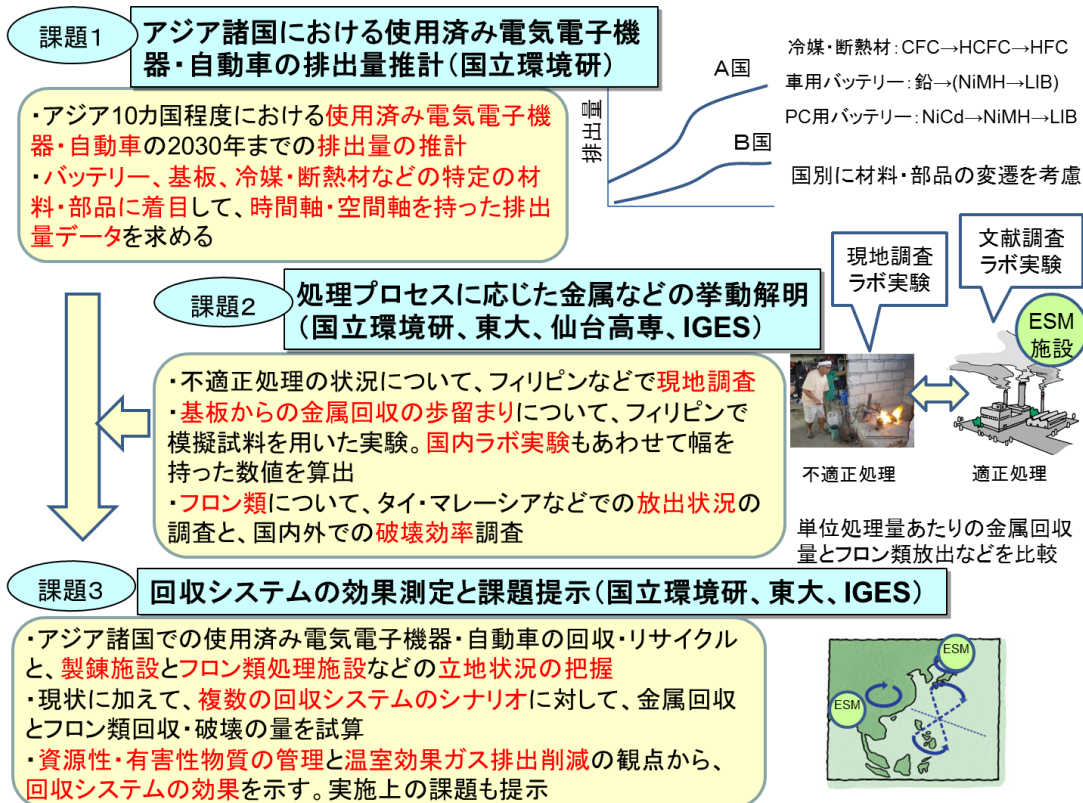 課題１
アジア諸国における使用済み電気電子機
器・自動車の排出量推計（国立環境研）
・アジア10カ国程度における使用済み電気電子機
器・自動車の2030年までの排出量の推計
・バッテリー、基板、冷媒・断熱材などの特定の材
料・部品に着目して、時間軸・空間軸を持った排出
量データを求める
排出量
A国
B国
冷媒・断熱材：CFC→HCFC→HFC
車用バッテリー：鉛→(NiMH→LIB)
PC用バッテリー：NiCd→NiMH→LIB
国別に材料・部品の変遷を考慮
課題２
処理プロセスに応じた金属などの挙動解明
（国立環境研、東大、仙台高専、IGES）
・不適正処理の状況について、フィリピンなどで現地調査
・基板からの金属回収の歩留まりについて、フィリピンで
模擬試料を用いた実験。国内ラボ実験もあわせて幅を
持った数値を算出
・フロン類について、タイ・マレーシアなどでの放出状況の
調査と、国内外での破壊効率調査
現地調査
ラボ実験
文献調査
ラボ実験
ESM
施設
不適正処理
適正処理
単位処理量あたりの金属回収
量とフロン類放出などを比較
課題３
回収システムの効果測定と課題提示（国立環境研、東大、IGES）
・アジア諸国での使用済み電気電子機器・自動車の回収・リサイクル
と、製錬施設とフロン類処理施設などの立地状況の把握
・現状に加えて、複数の回収システムのシナリオに対して、金属回収
とフロン類回収・破壊の量を試算
・資源性・有害性物質の管理と温室効果ガス排出削減の観点から、
回収システムの効果を示す。実施上の課題も提示
ESM
ESM